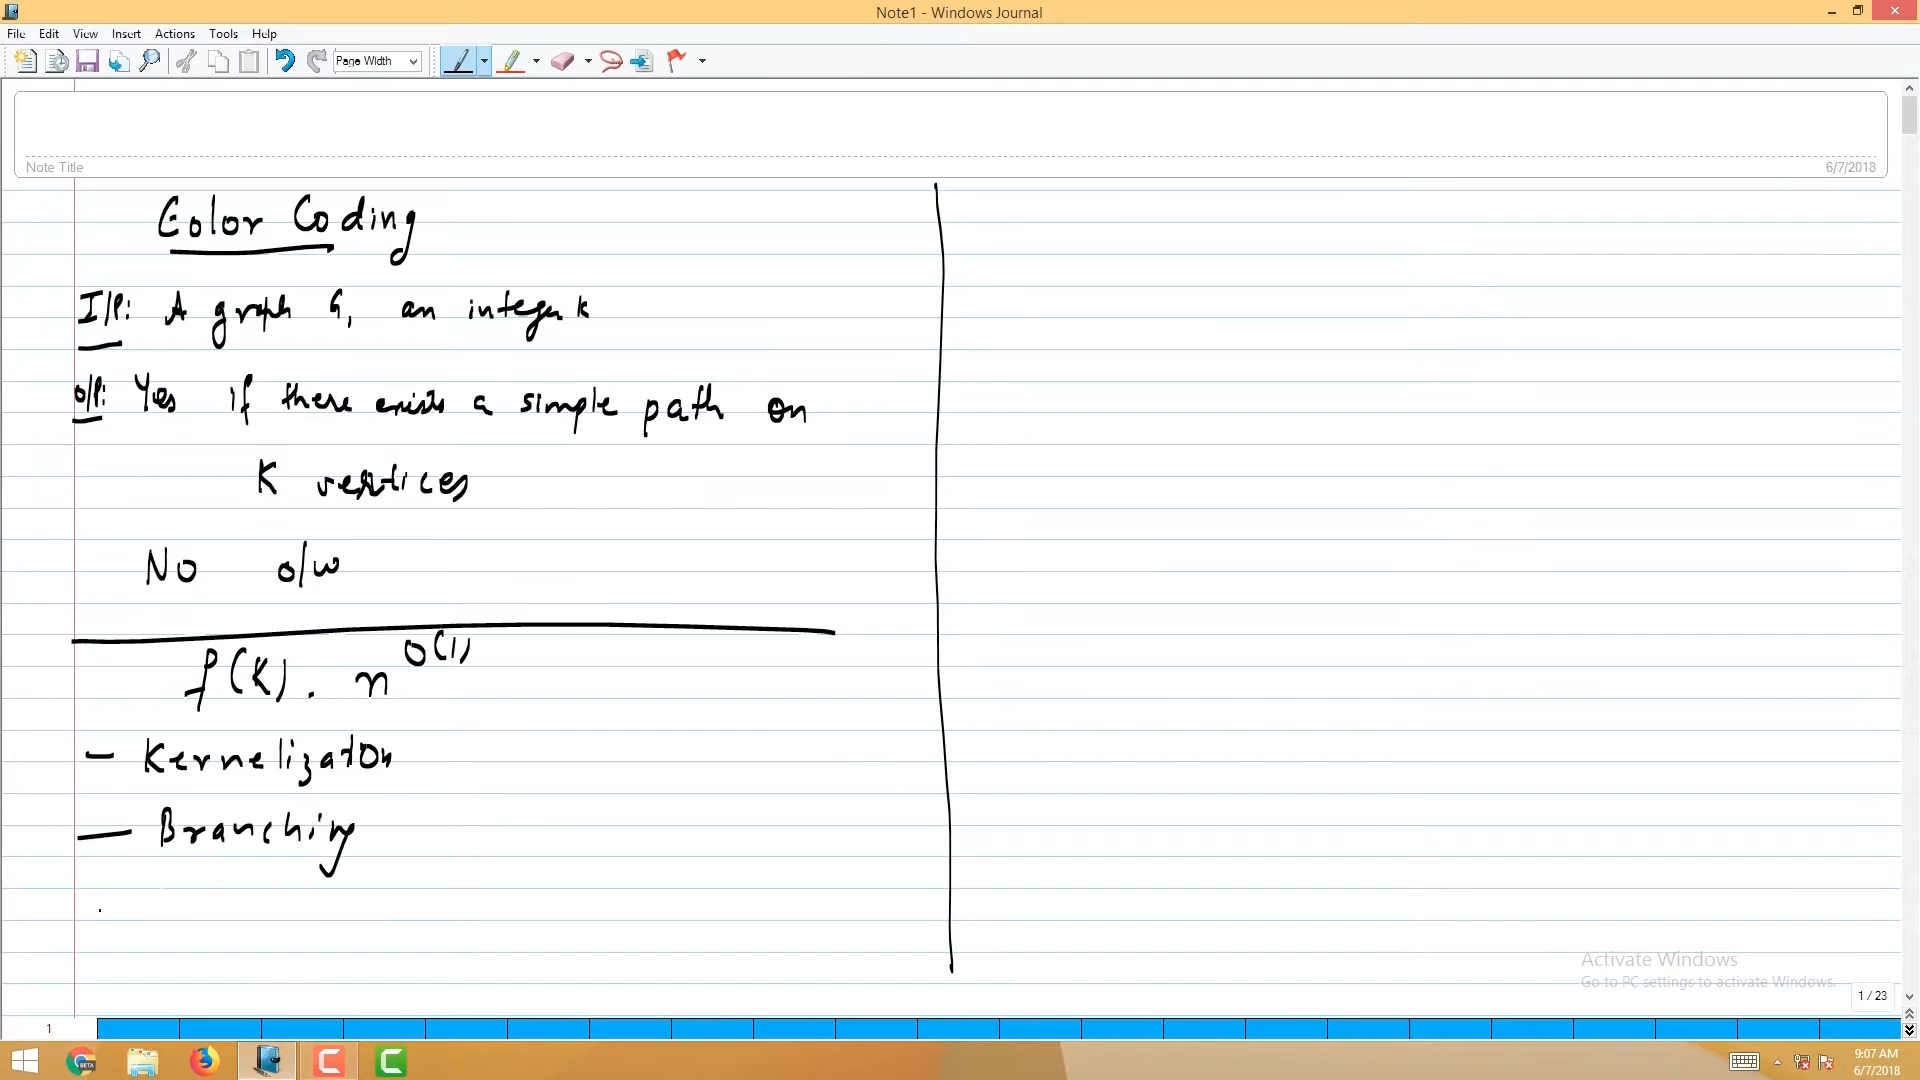 Note1 - Windows Journal
File Edit View Insert Actions Tools Help
Page Width
Note Title
6/7/2018
Color Coding
I/P: A graph G, an integer k
O/P: Yes if there exists a simple path on
K vertices
No o/w
f(K). n^O(1)
- Kernelization
- Branching
Activate Windows
Go to PC settings to activate Windows.
1 / 23
1
BETA
9:07 AM
6/7/2018